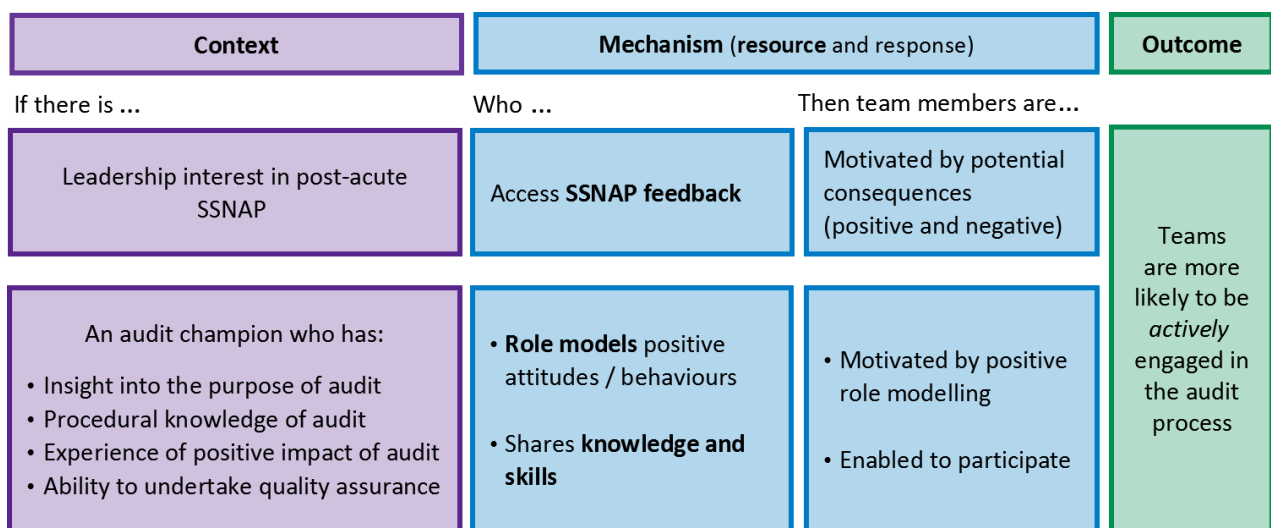 Context
Mechanism (resource and response)
Outcome
If there is ...
Who ...
Then team members are...
Leadership interest in post-acute
SSNAP
Access SSNAP feedback
Motivated by potential
consequences
(positive and negative)
An audit champion who has:
• Insight into the purpose of audit
• Procedural knowledge of audit
• Experience of positive impact of audit
• Ability to undertake quality assurance
• Role models positive
attitudes / behaviours
• Shares knowledge and
skills
• Motivated by positive
role modelling
• Enabled to participate
Teams
are more
likely to be
actively
engaged in
the audit
process